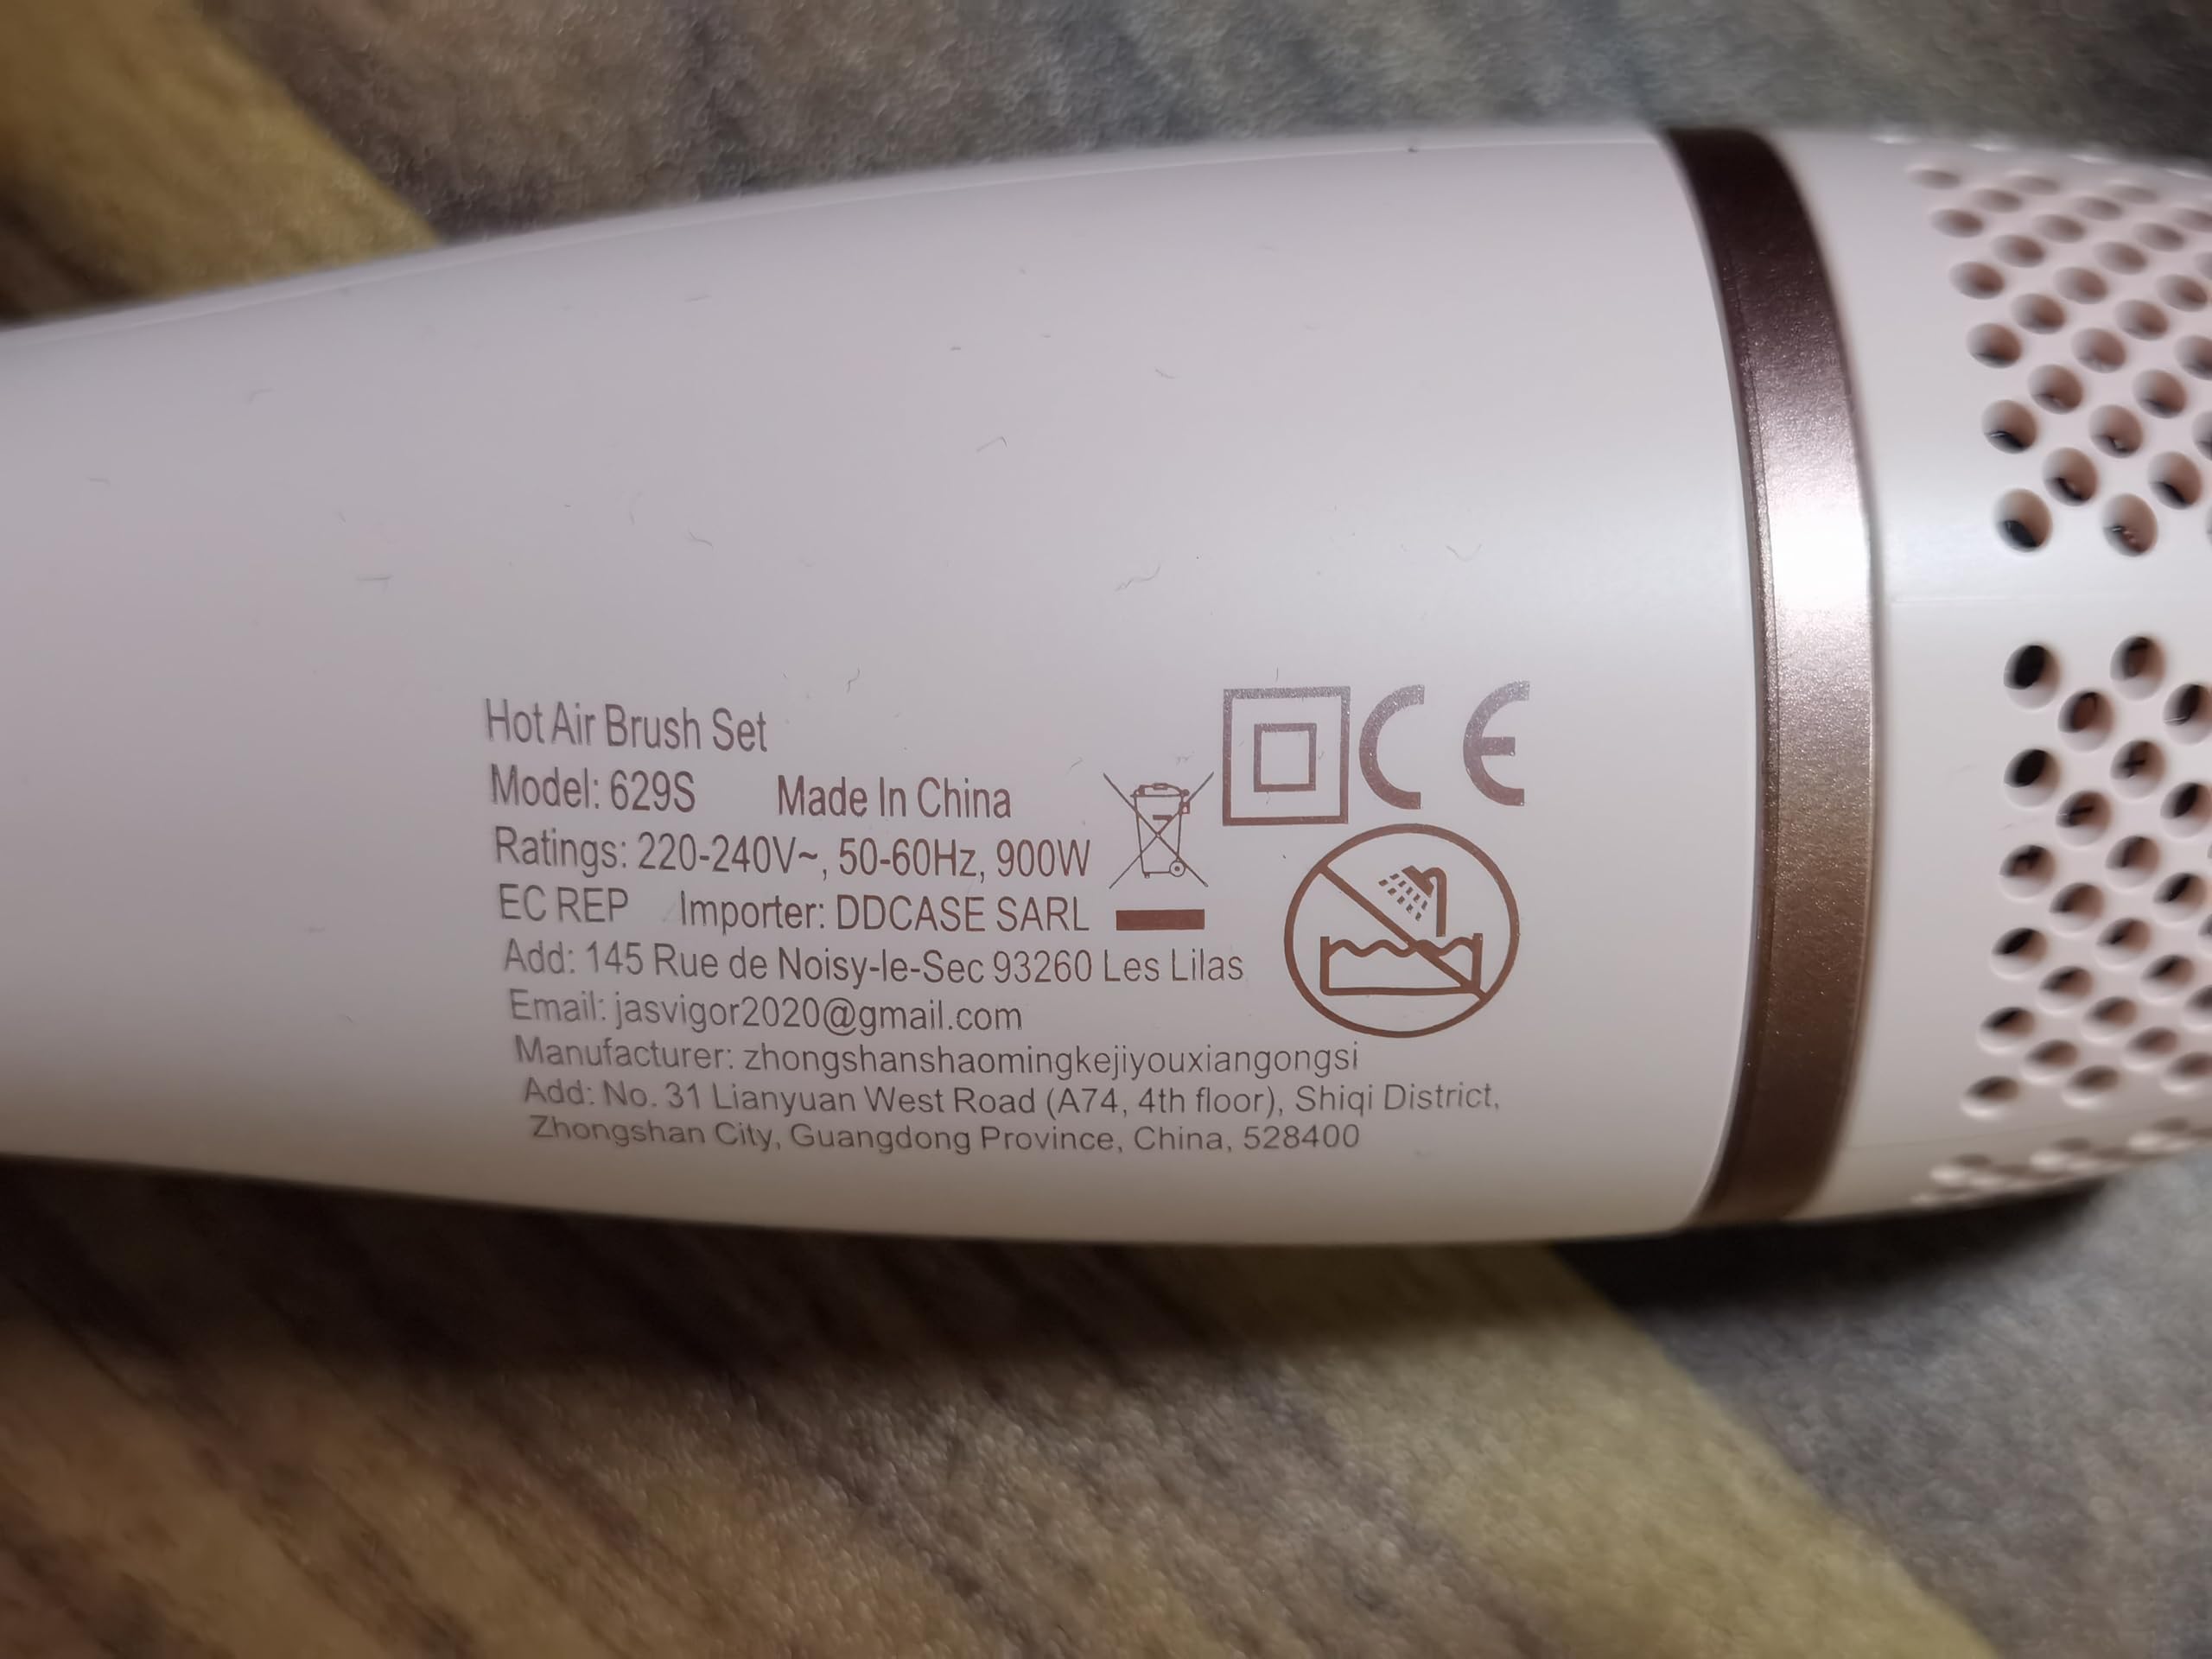 Hot Air Brush Set
Model: 629S Made In China
Ratings: 220-240V~, 50-60Hz, 900W
EC REP Importer: DDCASE SARL
Add: 145 Rue de Noisy-le-Sec 93260 Les Lilas
Email: jasvigor2020@gmail.com
Manufacturer: zhongshanshaomingkejiyouxiangongsi
Add: No. 31 Lianyuan West Road (A74, 4th floor), Shiqi District,
Zhongshan City, Guangdong Province, China, 528400
CE